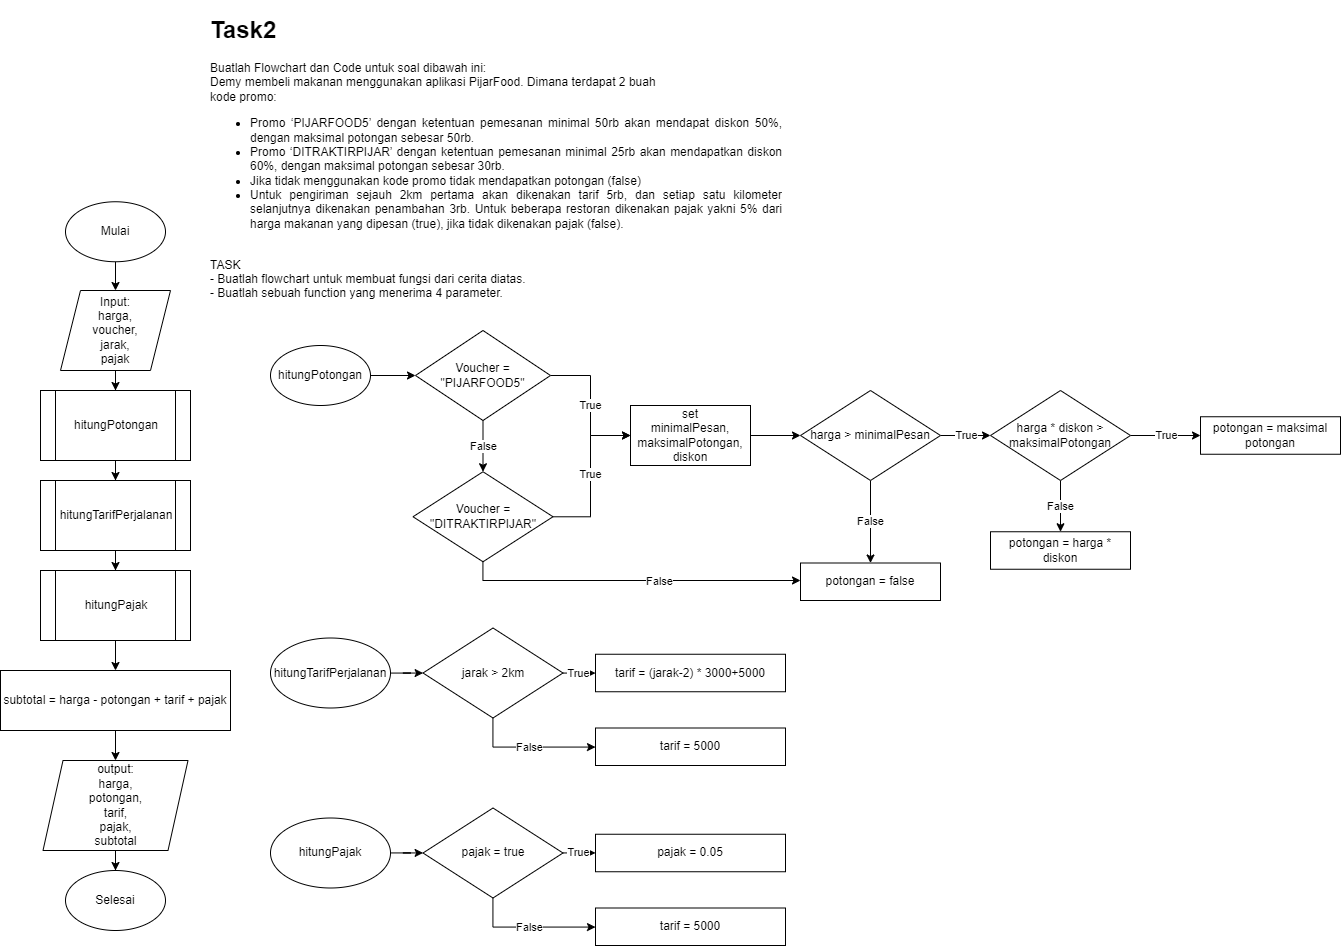 Task2
Buatlah Flowchart dan Code untuk soal dibawah ini:
Demy membeli makanan menggunakan aplikasi PijarFood. Dimana terdapat 2 buah
kode promo:
• Promo ‘PIJARFOOD5’ dengan ketentuan pemesanan minimal 50rb akan mendapat diskon 50%,
dengan maksimal potongan sebesar 50rb.
• Promo ‘DITRAKTIRPIJAR’ dengan ketentuan pemesanan minimal 25rb akan mendapatkan diskon
60%, dengan maksimal potongan sebesar 30rb.
• Jika tidak menggunakan kode promo tidak mendapatkan potongan (false)
• Untuk pengiriman sejauh 2km pertama akan dikenakan tarif 5rb, dan setiap satu kilometer
selanjutnya dikenakan penambahan 3rb. Untuk beberapa restoran dikenakan pajak yakni 5% dari
harga makanan yang dipesan (true), jika tidak dikenakan pajak (false).
TASK
- Buatlah flowchart untuk membuat fungsi dari cerita diatas.
- Buatlah sebuah function yang menerima 4 parameter.
Mulai
Input:
harga,
voucher,
jarak,
pajak
hitungPotongan
hitungTarifPerjalanan
hitungPajak
subtotal = harga - potongan + tarif + pajak
output:
harga,
potongan,
tarif,
pajak,
subtotal
Selesai
hitungPotongan
Voucher =
"PIJARFOOD5"
True
False
Voucher =
"DITRAKTIRPIJAR"
True
False
set
minimalPesan,
maksimalPotongan,
diskon
harga > minimalPesan
True
False
potongan = false
harga * diskon >
maksimalPotongan
True
False
potongan = maksimal
potongan
potongan = harga *
diskon
hitungTarifPerjalanan
jarak > 2km
True
tarif = (jarak-2) * 3000+5000
False
tarif = 5000
hitungPajak
pajak = true
True
pajak = 0.05
False
tarif = 5000